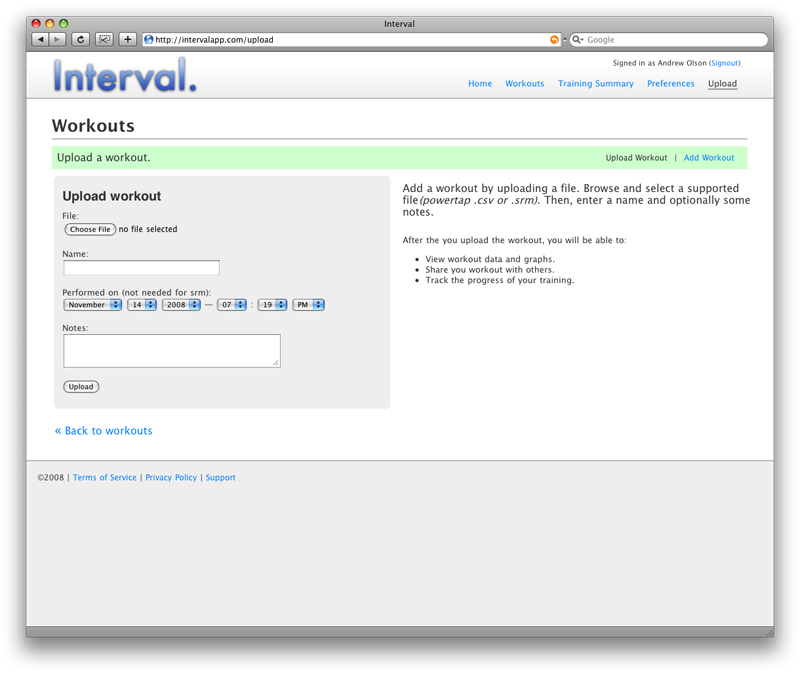 Interval
http://intervalapp.com/upload
Google
Signed in as Andrew Olson (Signout)
Interval.
Home Workouts Training Summary Preferences Upload
Workouts
Upload a workout.
Upload Workout | Add Workout
Upload workout
File:
Choose File no file selected
Name:
Performed on (not needed for srm):
November 14 2008 — 07 : 19 PM
Notes:
Upload
Add a workout by uploading a file. Browse and select a supported
file(powertap .csv or .srm). Then, enter a name and optionally some
notes.
After the you upload the workout, you will be able to:
• View workout data and graphs.
• Share you workout with others.
• Track the progress of your training.
« Back to workouts
©2008 | Terms of Service | Privacy Policy | Support